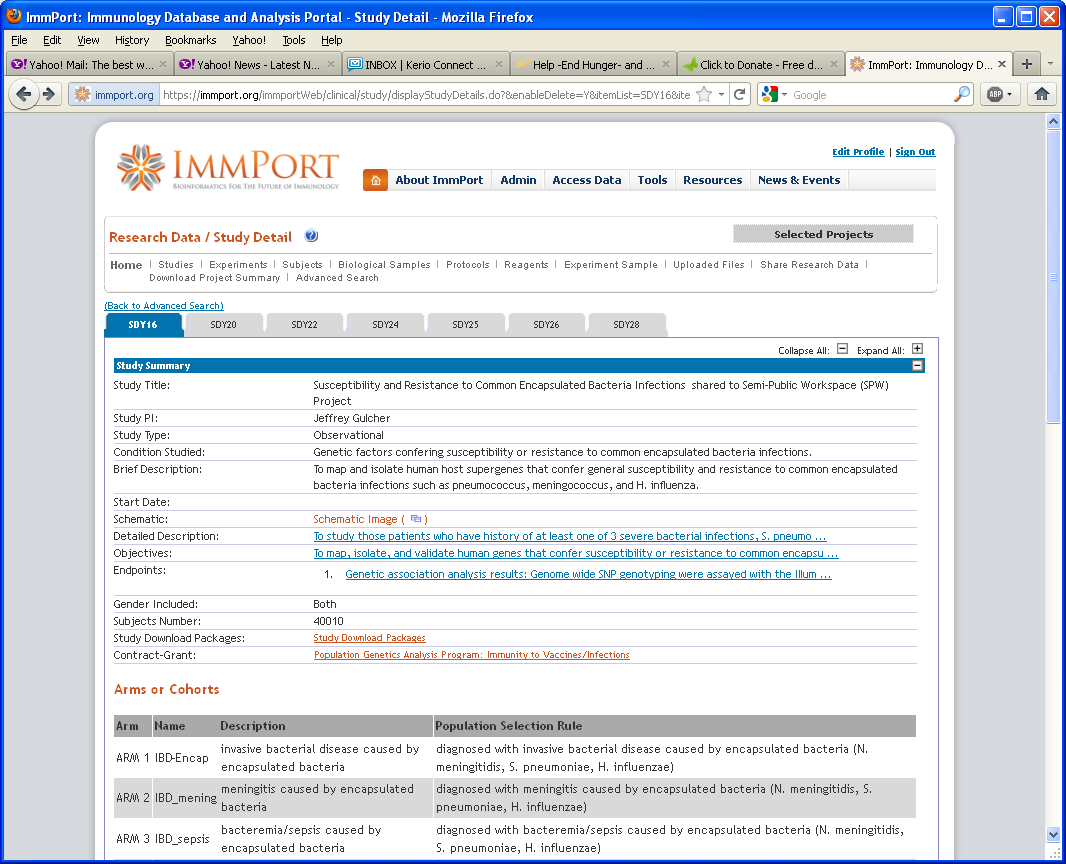 ImmPort: Immunology Database and Analysis Portal - Study Detail - Mozilla Firefox
File Edit View History Bookmarks Yahoo! Tools Help
Yahoo! Mail: The best w... Yahoo! News - Latest N... INBOX | Kerio Connect ... Help -End Hunger- and ... Click to Donate - Free d... ImmPort: Immunology D...
immport.org https://immport.org/immportWeb/clinical/study/displayStudyDetails.do?&enableDelete=Y&itemList=SDY16&ite Google ABP
Edit Profile | Sign Out
IMMPORT
BIOINFORMATICS FOR THE FUTURE OF IMMUNOLOGY
About ImmPort Admin Access Data Tools Resources News & Events
Research Data / Study Detail ?
Selected Projects
Home | Studies | Experiments | Subjects | Biological Samples | Protocols | Reagents | Experiment Sample | Uploaded Files | Share Research Data |
Download Project Summary | Advanced Search
(Back to Advanced Search)
SDY16 SDY20 SDY22 SDY24 SDY25 SDY26 SDY28
Collapse All: Expand All:
Study Summary
Study Title: Susceptibility and Resistance to Common Encapsulated Bacteria Infections shared to Semi-Public Workspace (SPW)
Project
Study PI: Jeffrey Gulcher
Study Type: Observational
Condition Studied: Genetic factors confering susceptibility or resistance to common encapsulated bacteria infections.
Brief Description: To map and isolate human host supergenes that confer general susceptibility and resistance to common encapsulated
bacteria infections such as pneumococcus, meningococcus, and H. influenza.
Start Date:
Schematic: Schematic Image ( )
Detailed Description: To study those patients who have history of at least one of 3 severe bacterial infections, S. pneumo ...
Objectives: To map, isolate, and validate human genes that confer susceptibility or resistance to common encapsu ...
Endpoints: 1. Genetic association analysis results: Genome wide SNP genotyping were assayed with the Illum ...
Gender Included: Both
Subjects Number: 40010
Study Download Packages: Study Download Packages
Contract-Grant: Population Genetics Analysis Program: Immunity to Vaccines/Infections
Arms or Cohorts
Arm Name Description Population Selection Rule
ARM 1 IBD-Encap invasive bacterial disease caused by encapsulated bacteria diagnosed with invasive bacterial disease caused by encapsulated bacteria (N. meningitidis, S. pneumoniae, H. influenzae)
ARM 2 IBD_mening meningitis caused by encapsulated bacteria diagnosed with meningitis caused by encapsulated bacteria (N. meningitidis, S. pneumoniae, H. influenzae)
ARM 3 IBD_sepsis bacteremia/sepsis caused by encapsulated bacteria diagnosed with bacteremia/sepsis caused by encapsulated bacteria (N. meningitidis, S. pneumoniae, H. influenzae)